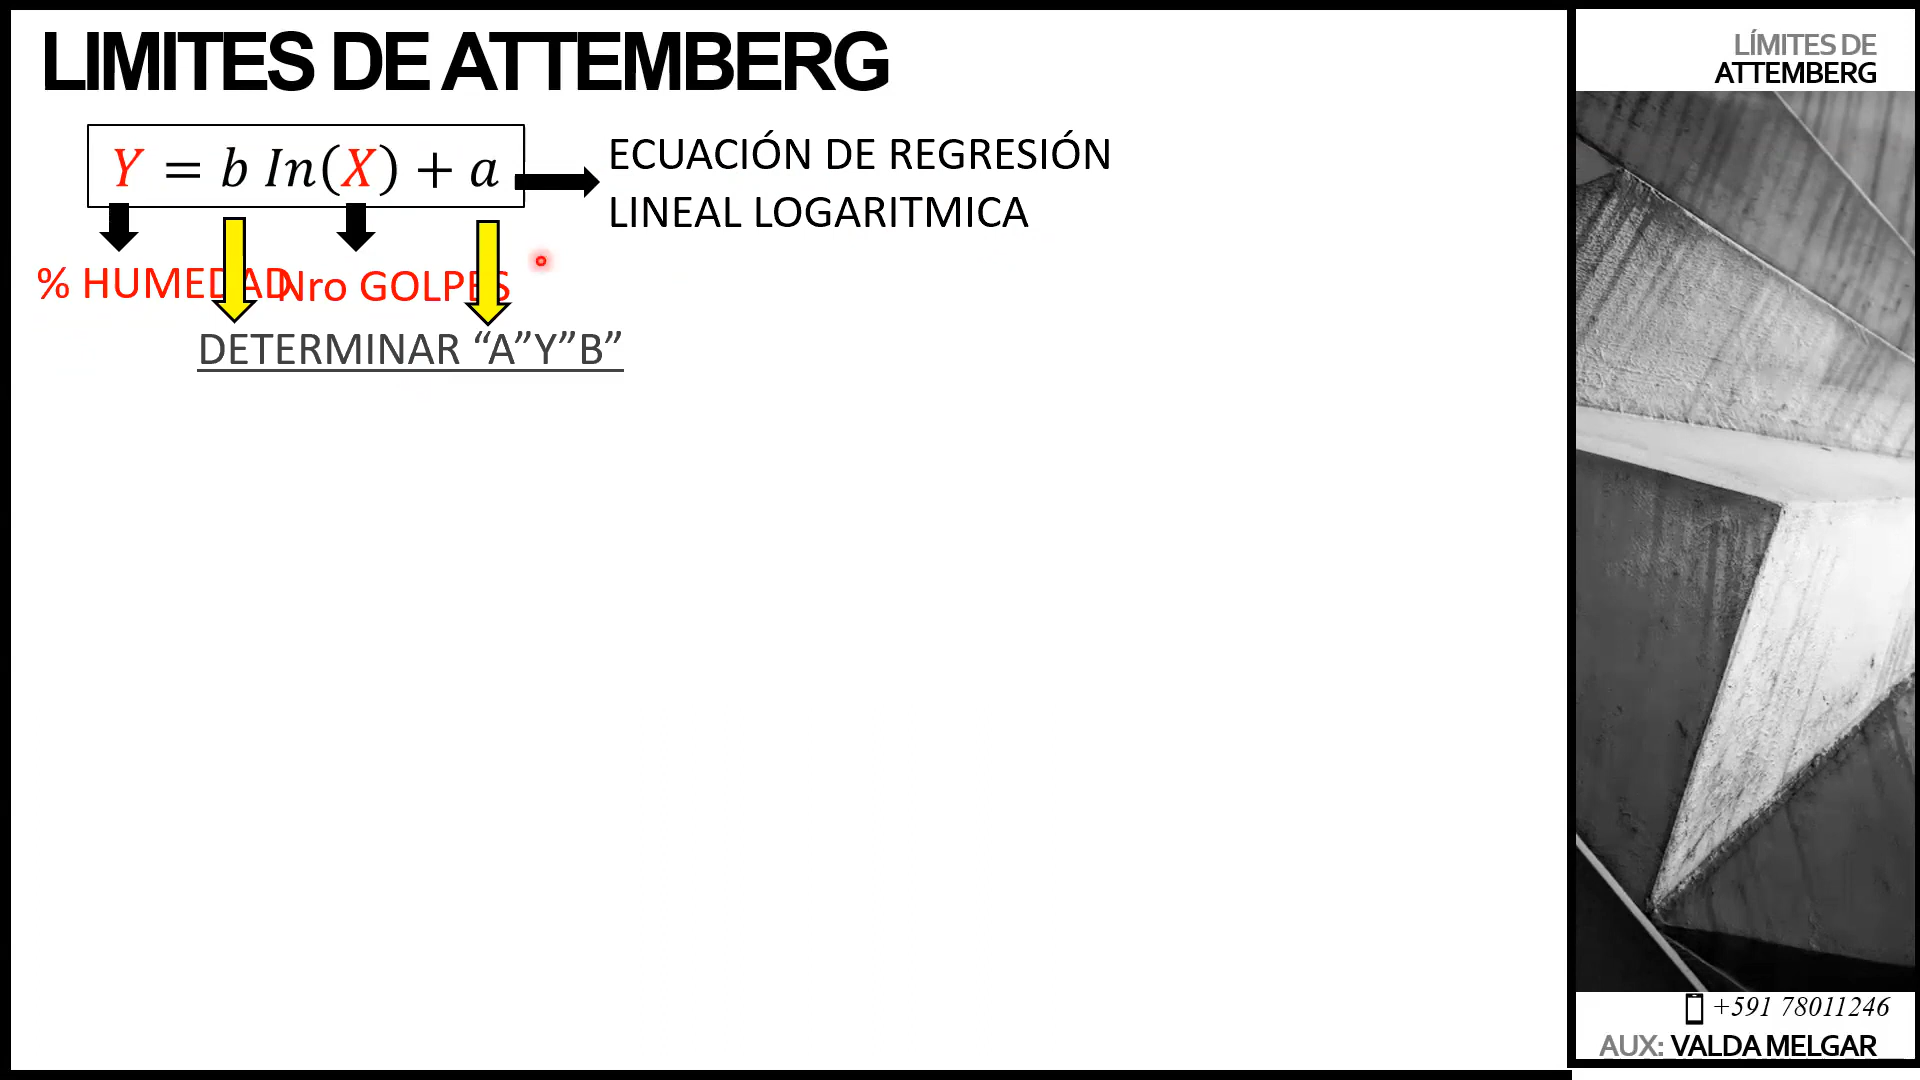 LIMITES DE ATTEMBERG
Y = b In(X) + a
ECUACIÓN DE REGRESIÓN
LINEAL LOGARITMICA
% HUMEDAD
Nro GOLPES
DETERMINAR “A”Y”B”
LÍMITES DE
ATTEMBERG
+591 78011246
AUX: VALDA MELGAR